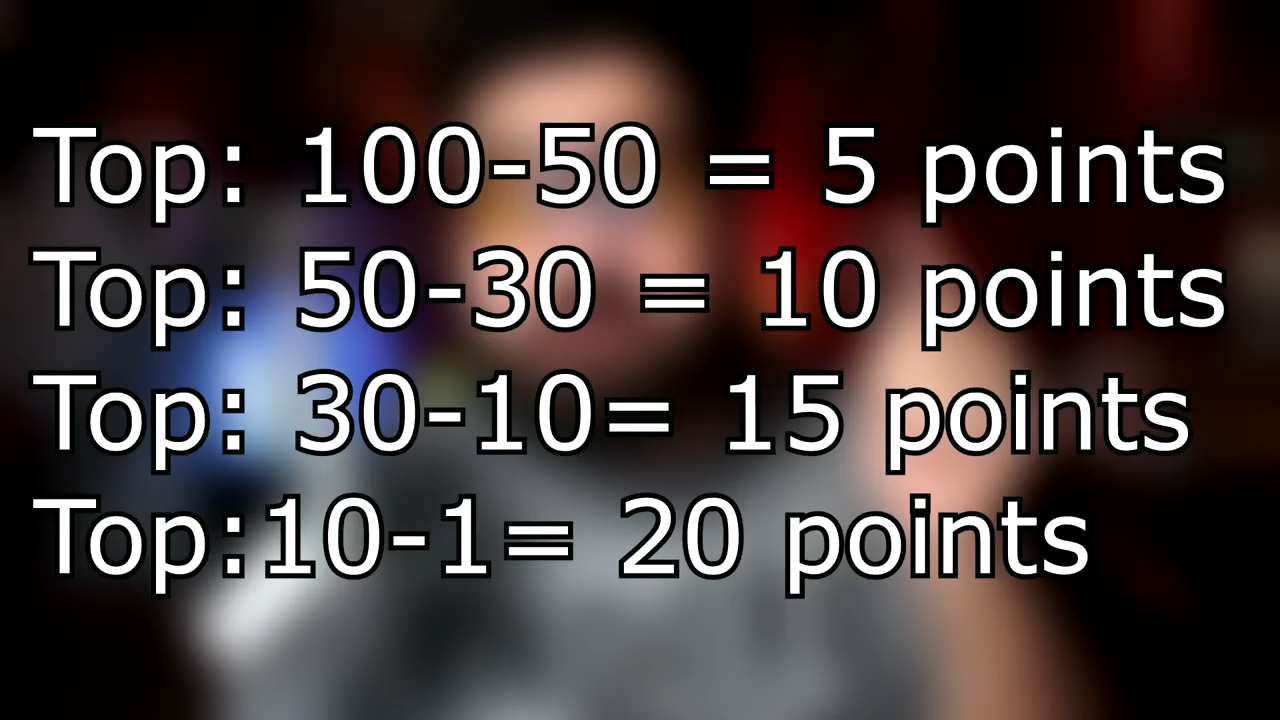 Top: 100-50 = 5 points
Top: 50-30 = 10 points
Top: 30-10= 15 points
Top:10-1= 20 points